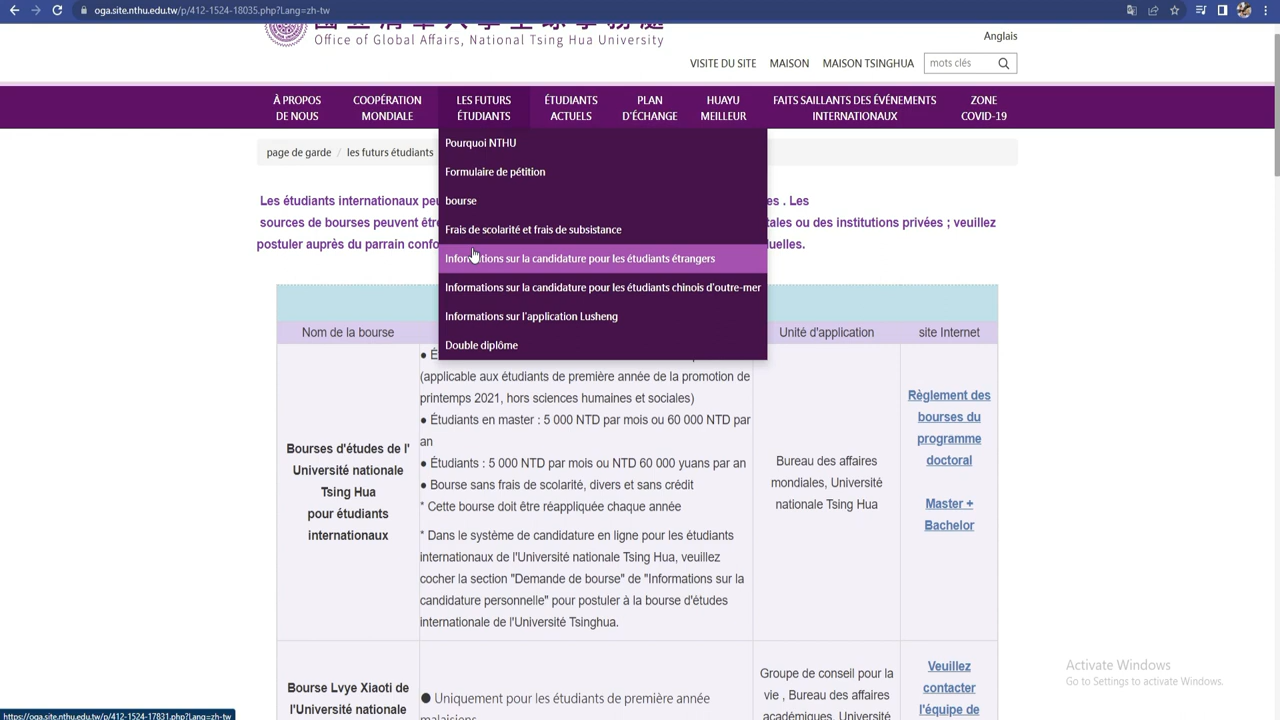 oga.site.nthu.edu.tw/p/412-1524-18035.php?Lang=zh-tw
國立清華大學全球事務處
Office of Global Affairs, National Tsing Hua University
Anglais
VISITE DU SITE MAISON MAISON TSINGHUA mots clés
À PROPOS DE NOUS
COOPÉRATION MONDIALE
LES FUTURS ÉTUDIANTS
ÉTUDIANTS ACTUELS
PLAN D'ÉCHANGE
HUAYU MEILLEUR
FAITS SAILLANTS DES ÉVÉNEMENTS INTERNATIONAUX
ZONE COVID-19
page de garde / les futurs étudiants
Pourquoi NTHU
Formulaire de pétition
bourse
Frais de scolarité et frais de subsistance
Informations sur la candidature pour les étudiants étrangers
Informations sur la candidature pour les étudiants chinois d'outre-mer
Informations sur l'application Lusheng
Double diplôme
Les étudiants internationaux es . Les
sources de bourses peuvent tales ou des institutions privées ; veuillez
postuler auprès du parrain duelles.
Nom de la bourse
Unité d'application
site Internet
(applicable aux étudiants de première année de la promotion de
printemps 2021, hors sciences humaines et sociales)
● Étudiants en master : 5 000 NTD par mois ou 60 000 NTD par
an
● Étudiants : 5 000 NTD par mois ou NTD 60 000 yuans par an
● Bourse sans frais de scolarité, divers et sans crédit
* Cette bourse doit être réappliquée chaque année
* Dans le système de candidature en ligne pour les étudiants
internationaux de l'Université nationale Tsing Hua, veuillez
cocher la section "Demande de bourse" de "Informations sur la
candidature personnelle" pour postuler à la bourse d'études
internationale de l'Université Tsinghua.
Bourses d'études de l'
Université nationale
Tsing Hua
pour étudiants
internationaux
Bureau des affaires
mondiales, Université
nationale Tsing Hua
Règlement des
bourses du
programme
doctoral
Master +
Bachelor
Bourse Lvye Xiaoti de
l'Université nationale
● Uniquement pour les étudiants de première année
malaisiens
Groupe de conseil pour la
vie , Bureau des affaires
académiques, Université
Veuillez
contacter
l'équipe de
Activate Windows
Go to Settings to activate Windows.
https://oga.site.nthu.edu.tw/p/412-1524-17831.php?Lang=zh-tw